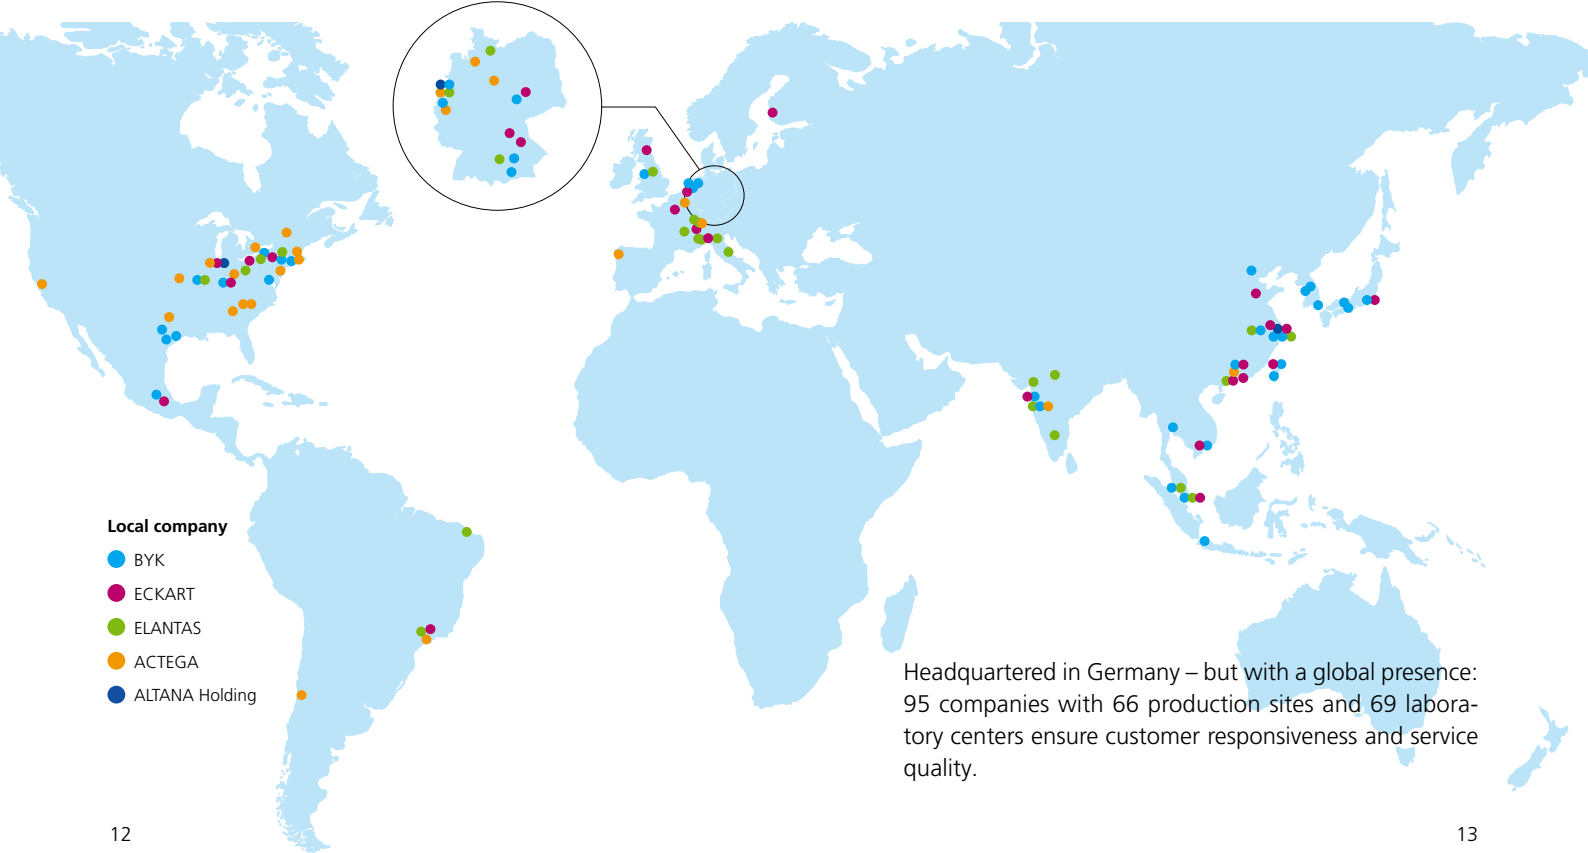 Local company
BYK
ECKART
ELANTAS
ACTEGA
ALTANA Holding
Headquartered in Germany – but with a global presence:
95 companies with 66 production sites and 69 labora-
tory centers ensure customer responsiveness and service
quality.
12
13